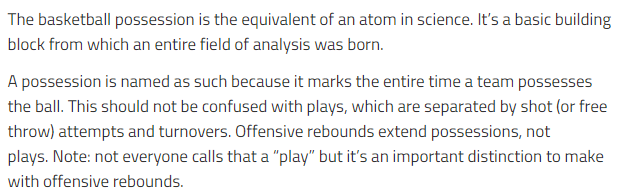 The basketball possession is the equivalent of an atom in science. It's a basic building
block from which an entire field of analysis was born.
A possession is named as such because it marks the entire time a team possesses
the ball. This should not be confused with plays, which are separated by shot (or free
throw) attempts and turnovers. Offensive rebounds extend possessions, not
plays. Note: not everyone calls that a "play" but it's an important distinction to make
with offensive rebounds.